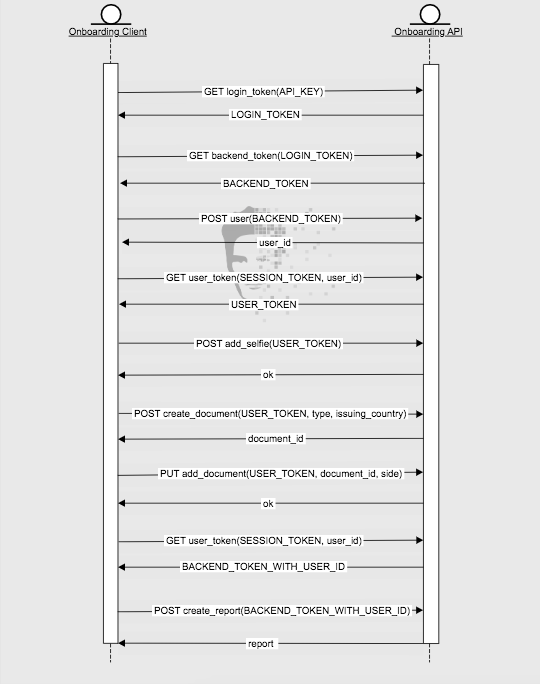 Onboarding Client
Onboarding API
GET login_token(API_KEY)
LOGIN_TOKEN
GET backend_token(LOGIN_TOKEN)
BACKEND_TOKEN
POST user(BACKEND_TOKEN)
user_id
GET user_token(SESSION_TOKEN, user_id)
USER_TOKEN
POST add_selfie(USER_TOKEN)
ok
POST create_document(USER_TOKEN, type, issuing_country)
document_id
PUT add_document(USER_TOKEN, document_id, side)
ok
GET user_token(SESSION_TOKEN, user_id)
BACKEND_TOKEN_WITH_USER_ID
POST create_report(BACKEND_TOKEN_WITH_USER_ID)
report